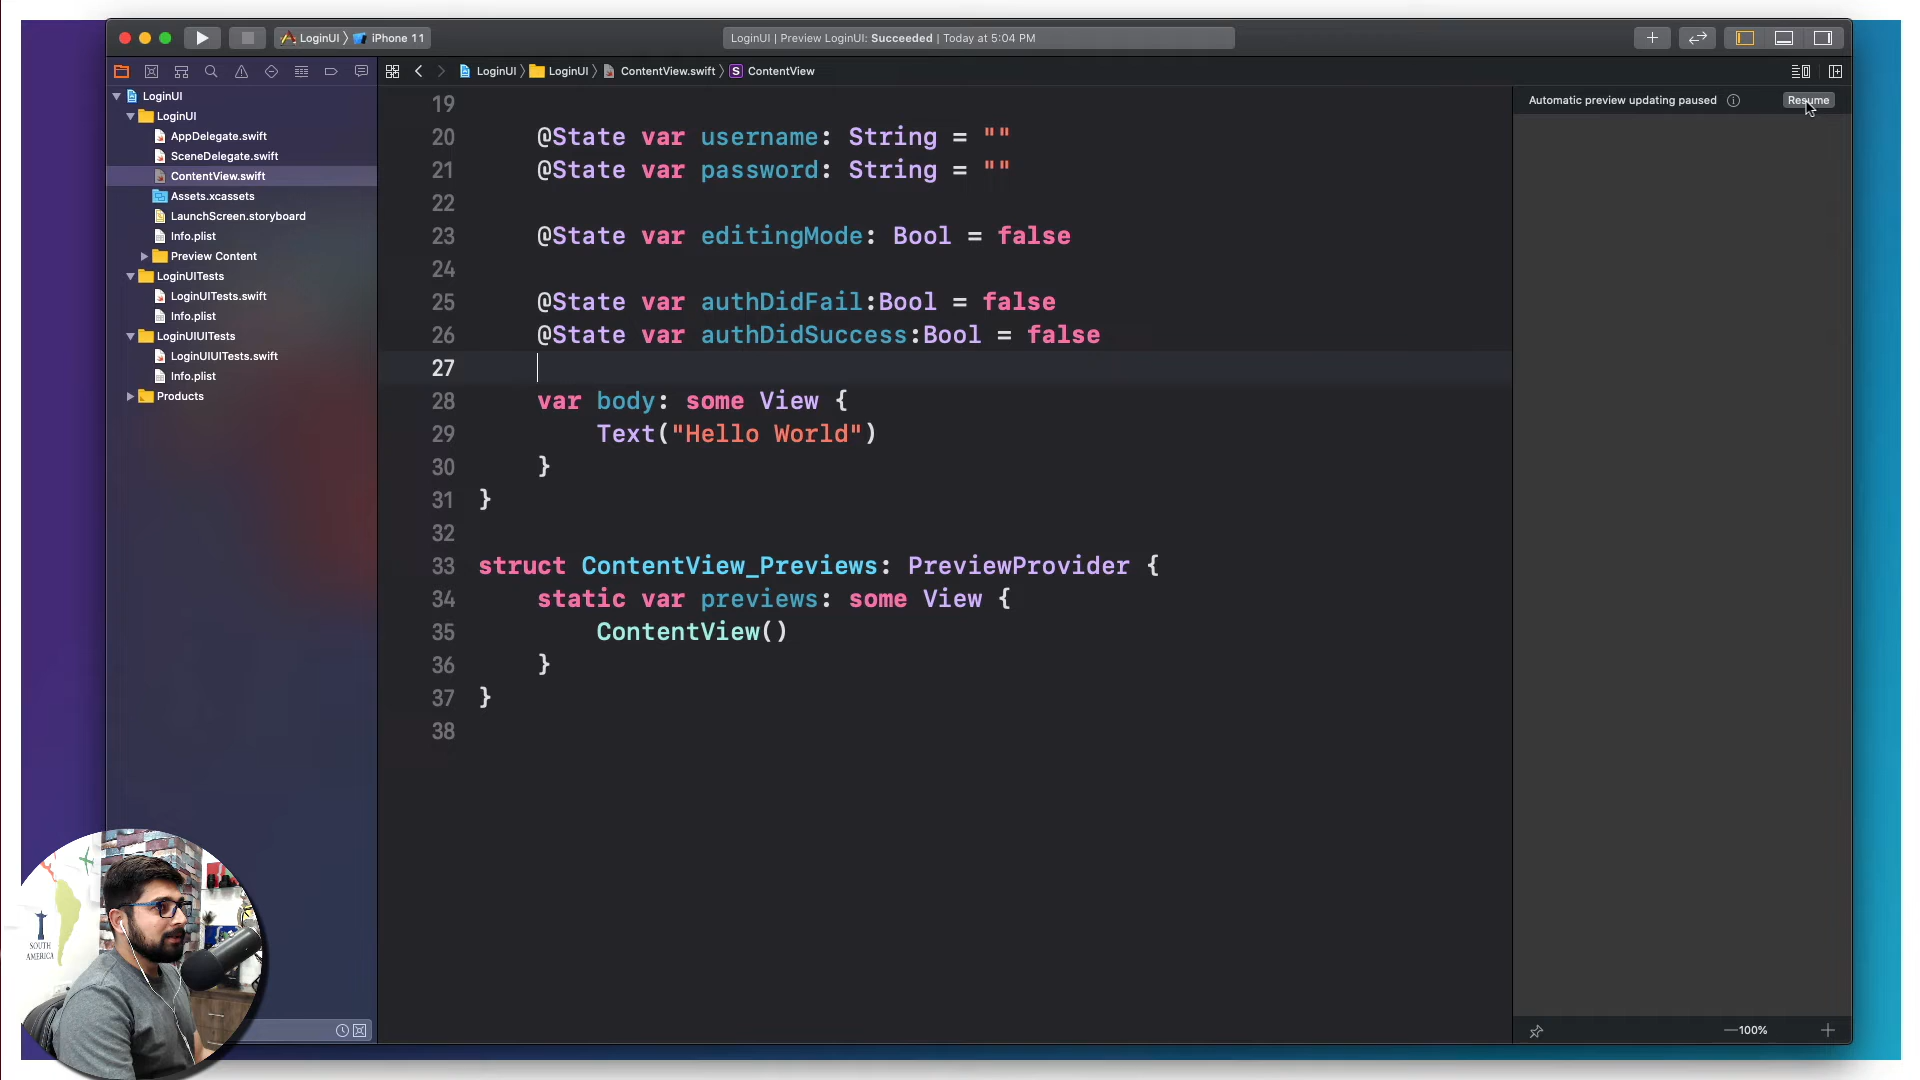 LoginUI
iPhone 11
LoginUI | Preview LoginUI: Succeeded | Today at 5:04 PM
LoginUI
LoginUI
ContentView.swift
S
ContentView
Automatic preview updating paused
Resume
LoginUI
LoginUI
AppDelegate.swift
SceneDelegate.swift
ContentView.swift
Assets.xcassets
LaunchScreen.storyboard
Info.plist
Preview Content
LoginUITests
LoginUITests.swift
Info.plist
LoginUIUITests
LoginUIUITests.swift
Info.plist
Products
19
20 @State var username: String = ""
21 @State var password: String = ""
22
23 @State var editingMode: Bool = false
24
25 @State var authDidFail:Bool = false
26 @State var authDidSuccess:Bool = false
27
28 var body: some View {
29 Text("Hello World")
30 }
31 }
32
33 struct ContentView_Previews: PreviewProvider {
34 static var previews: some View {
35 ContentView()
36 }
37 }
38
SOUTH
AMERICA
100%